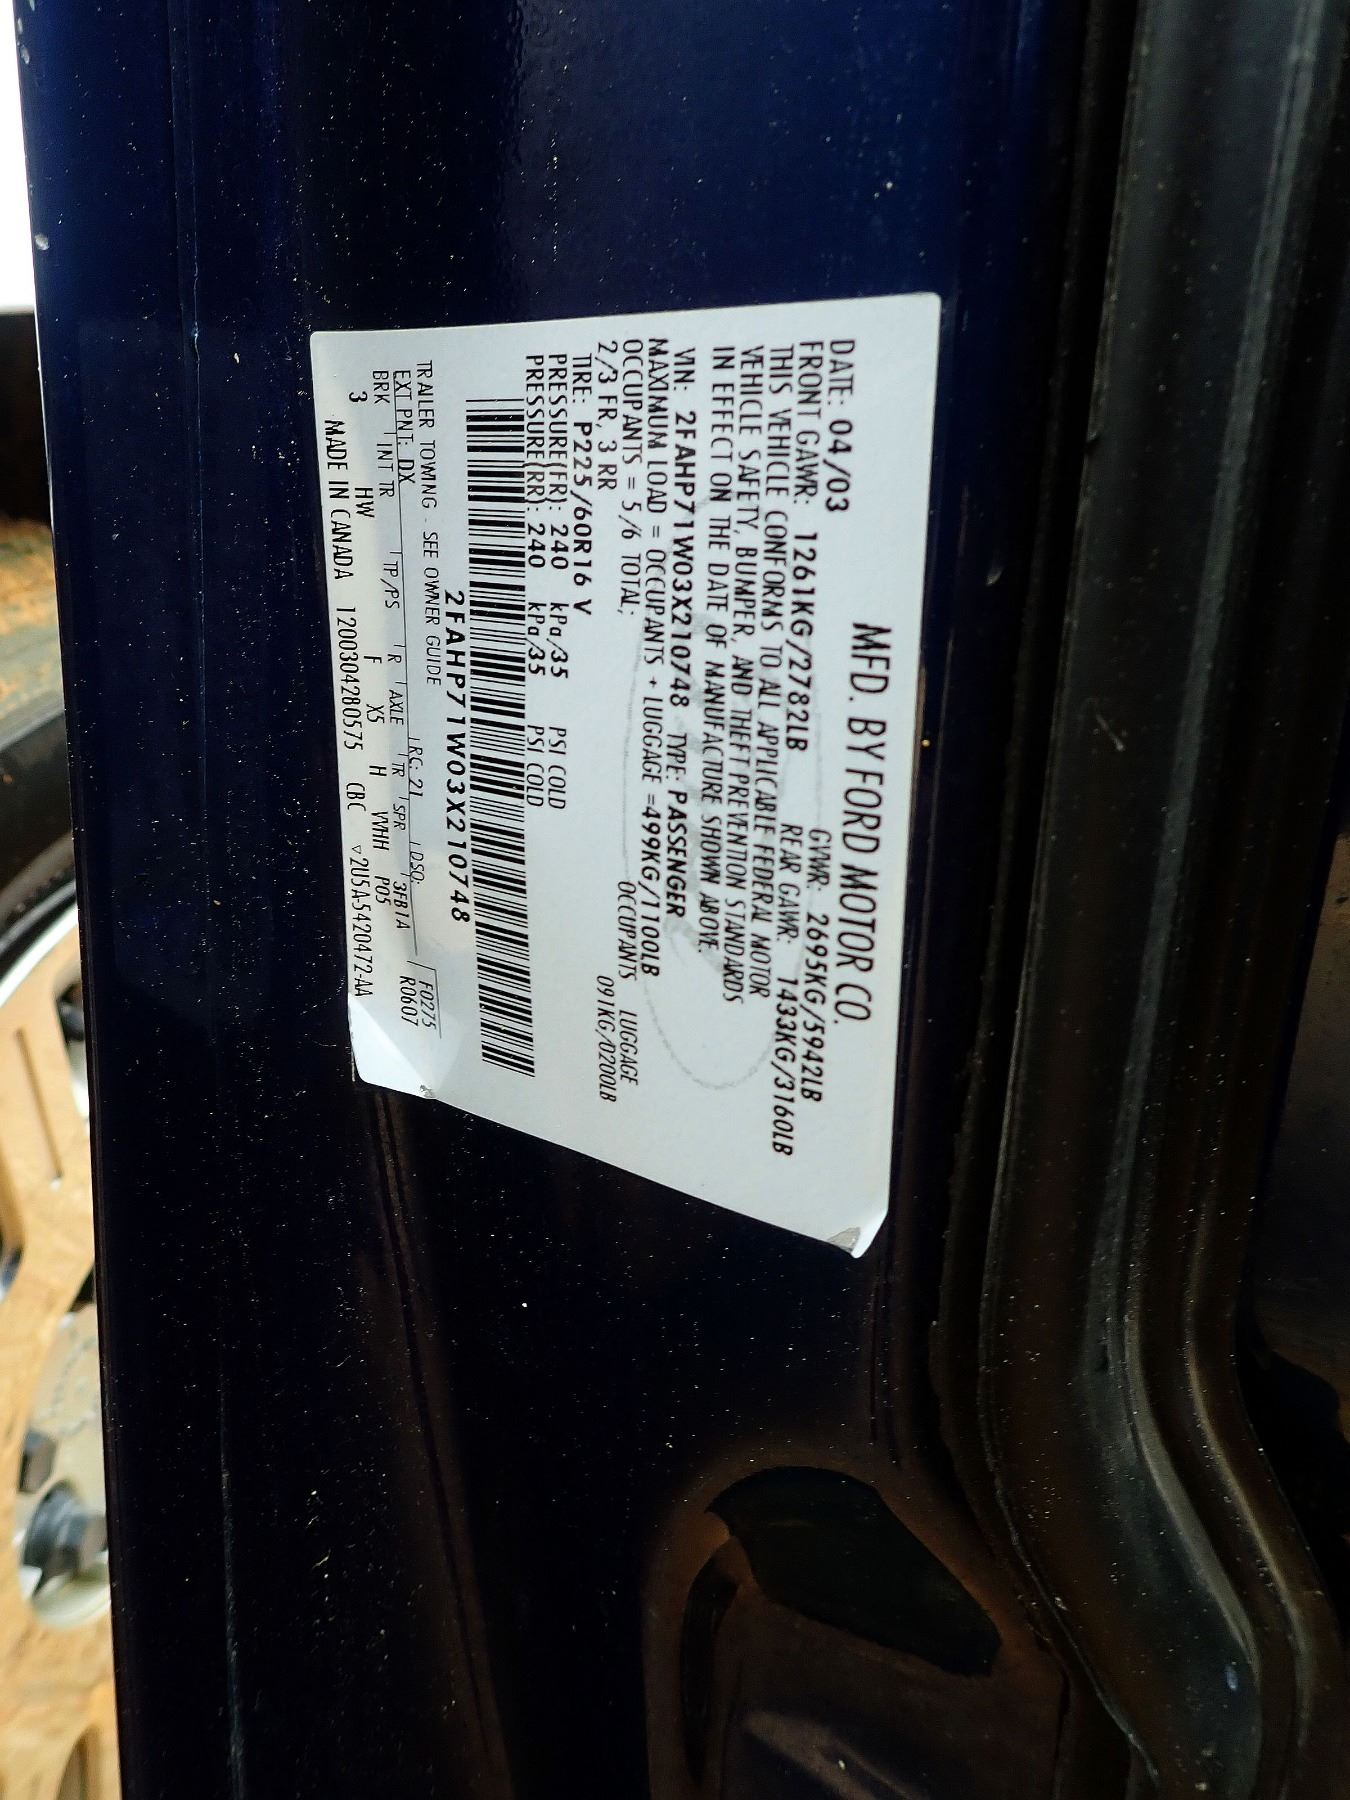 MFD. BY FORD MOTOR CO.
DATE: 04/03 GVWR: 2695KG/5942LB
FRONT GAWR: 1261KG/2782LB REAR GAWR: 1433KG/3160LB
THIS VEHICLE CONFORMS TO ALL APPLICABLE FEDERAL MOTOR
VEHICLE SAFETY, BUMPER, AND THEFT PREVENTION STANDARDS
IN EFFECT ON THE DATE OF MANUFACTURE SHOWN ABOVE.
VIN: 2FAHP71W03X210748 TYPE: PASSENGER
MAXIMUM LOAD = OCCUPANTS + LUGGAGE =499KG/1100LB
OCCUPANTS = 5/6 TOTAL; OCCUPANTS LUGGAGE
2/3 FR, 3 RR 091KG/0200LB
TIRE: P225/60R16 V
PRESSURE(FR): 240 kPa/35 PSI COLD
PRESSURE(RR): 240 kPa/35 PSI COLD
2FAHP71W03X210748
TRAILER TOWING - SEE OWNER GUIDE
EXT PNT: DX RC: 21 DSO: F0275
BRK INT TR TP/PS R AXLE TR SPR 3FB1A R0607
3 HW F X5 H VVHH P05
MADE IN CANADA 120030428057​5 CBC ▽2U5A-5420472-AA